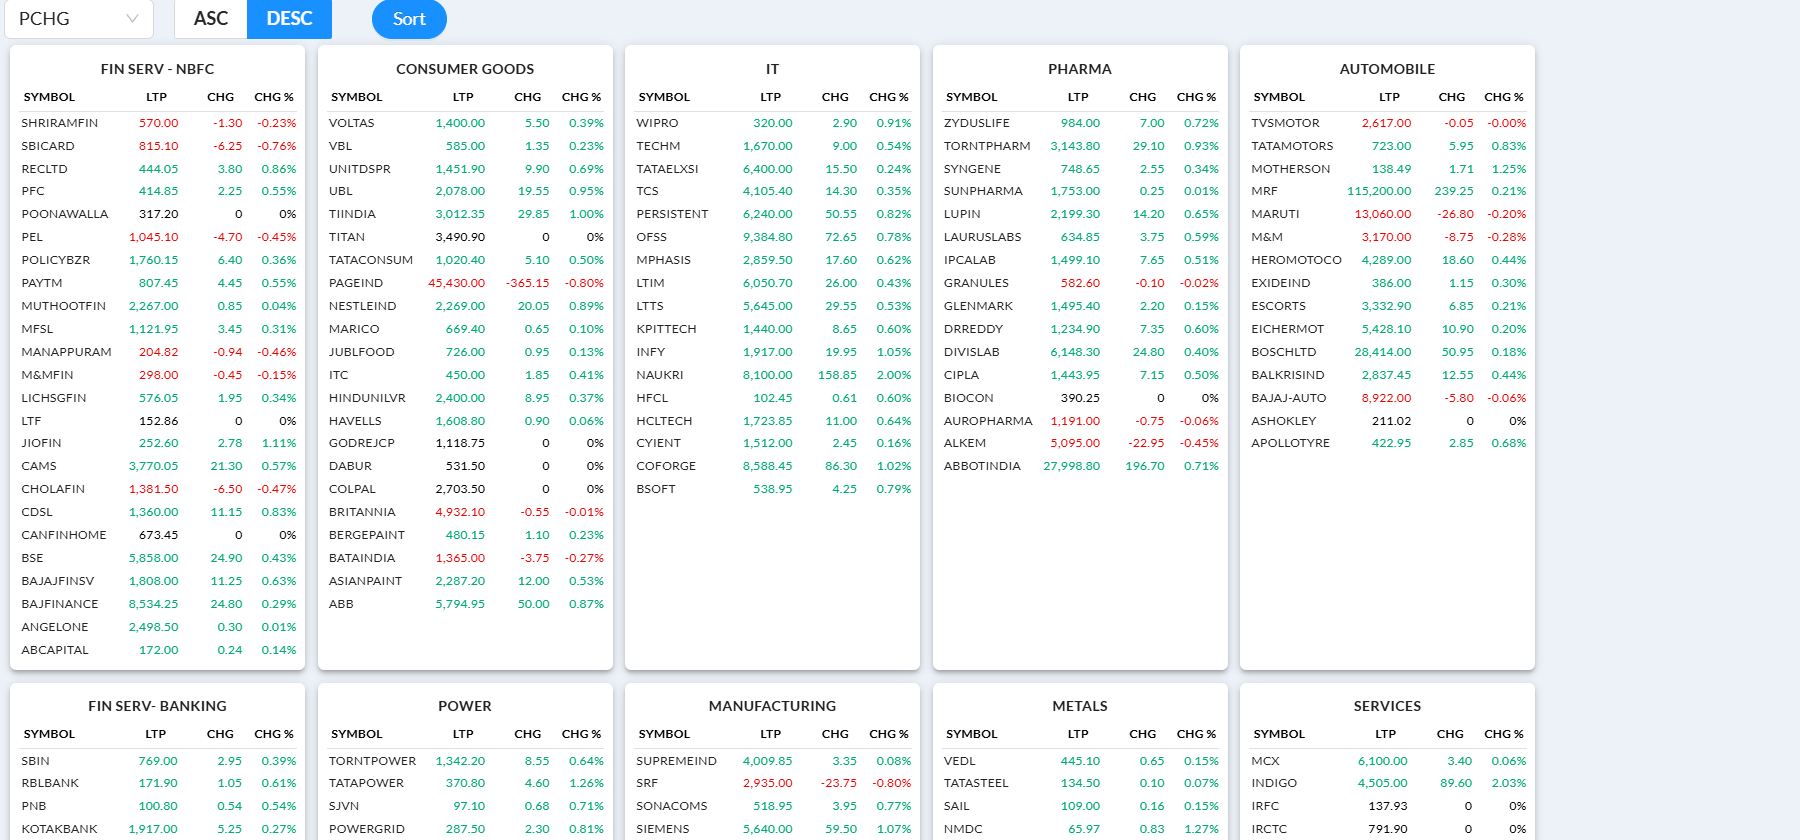 PCHG ASC DESC Sort
FIN SERV - NBFC
SYMBOL LTP CHG CHG %
SHRIRAMFIN 570.00 -1.30 -0.23%
SBICARD 815.10 -6.25 -0.76%
RECLTD 444.05 3.80 0.86%
PFC 414.85 2.25 0.55%
POONAWALLA 317.20 0 0%
PEL 1,045.10 -4.70 -0.45%
POLICYBZR 1,760.15 6.40 0.36%
PAYTM 807.45 4.45 0.55%
MUTHOOTFIN 2,267.00 0.85 0.04%
MFSL 1,121.95 3.45 0.31%
MANAPPURAM 204.82 -0.94 -0.46%
M&MFIN 298.00 -0.45 -0.15%
LICHSGFIN 576.05 1.95 0.34%
LTF 152.86 0 0%
JIOFIN 252.60 2.78 1.11%
CAMS 3,770.05 21.30 0.57%
CHOLAFIN 1,381.50 -6.50 -0.47%
CDSL 1,360.00 11.15 0.83%
CANFINHOME 673.45 0 0%
BSE 5,858.00 24.90 0.43%
BAJAJFINSV 1,808.00 11.25 0.63%
BAJFINANCE 8,534.25 24.80 0.29%
ANGELONE 2,498.50 0.30 0.01%
ABCAPITAL 172.00 0.24 0.14%
CONSUMER GOODS
SYMBOL LTP CHG CHG %
VOLTAS 1,400.00 5.50 0.39%
VBL 585.00 1.35 0.23%
UNITDSPR 1,451.90 9.90 0.69%
UBL 2,078.00 19.55 0.95%
TIINDIA 3,012.35 29.85 1.00%
TITAN 3,490.90 0 0%
TATACONSUM 1,020.40 5.10 0.50%
PAGEIND 45,430.00 -365.15 -0.80%
NESTLEIND 2,269.00 20.05 0.89%
MARICO 669.40 0.65 0.10%
JUBLFOOD 726.00 0.95 0.13%
ITC 450.00 1.85 0.41%
HINDUNILVR 2,400.00 8.95 0.37%
HAVELLS 1,608.80 0.90 0.06%
GODREJCP 1,118.75 0 0%
DABUR 531.50 0 0%
COLPAL 2,703.50 0 0%
BRITANNIA 4,932.10 -0.55 -0.01%
BERGEPAINT 480.15 1.10 0.23%
BATAINDIA 1,365.00 -3.75 -0.27%
ASIANPAINT 2,287.20 12.00 0.53%
ABB 5,794.95 50.00 0.87%
IT
SYMBOL LTP CHG CHG %
WIPRO 320.00 2.90 0.91%
TECHM 1,670.00 9.00 0.54%
TATAELXSI 6,400.00 15.50 0.24%
TCS 4,105.40 14.30 0.35%
PERSISTENT 6,240.00 50.55 0.82%
OFSS 9,384.80 72.65 0.78%
MPHASIS 2,859.50 17.60 0.62%
LTIM 6,050.70 26.00 0.43%
LTTS 5,645.00 29.55 0.53%
KPITTECH 1,440.00 8.65 0.60%
INFY 1,917.00 19.95 1.05%
NAUKRI 8,100.00 158.85 2.00%
HFCL 102.45 0.61 0.60%
HCLTECH 1,723.85 11.00 0.64%
CYIENT 1,512.00 2.45 0.16%
COFORGE 8,588.45 86.30 1.02%
BSOFT 538.95 4.25 0.79%
PHARMA
SYMBOL LTP CHG CHG %
ZYDUSLIFE 984.00 7.00 0.72%
TORNTPHARM 3,143.80 29.10 0.93%
SYNGENE 748.65 2.55 0.34%
SUNPHARMA 1,753.00 0.25 0.01%
LUPIN 2,199.30 14.20 0.65%
LAURUSLABS 634.85 3.75 0.59%
IPCALAB 1,499.10 7.65 0.51%
GRANULES 582.60 -0.10 -0.02%
GLENMARK 1,495.40 2.20 0.15%
DRREDDY 1,234.90 7.35 0.60%
DIVISLAB 6,148.30 24.80 0.40%
CIPLA 1,443.95 7.15 0.50%
BIOCON 390.25 0 0%
AUROPHARMA 1,191.00 -0.75 -0.06%
ALKEM 5,095.00 -22.95 -0.45%
ABBOTINDIA 27,998.80 196.70 0.71%
AUTOMOBILE
SYMBOL LTP CHG CHG %
TVSMOTOR 2,617.00 -0.05 -0.00%
TATAMOTORS 723.00 5.95 0.83%
MOTHERSON 138.49 1.71 1.25%
MRF 115,200.00 239.25 0.21%
MARUTI 13,060.00 -26.80 -0.20%
M&M 3,170.00 -8.75 -0.28%
HEROMOTOCO 4,289.00 18.60 0.44%
EXIDEIND 386.00 1.15 0.30%
ESCORTS 3,332.90 6.85 0.21%
EICHERMOT 5,428.10 10.90 0.20%
BOSCHLTD 28,414.00 50.95 0.18%
BALKRISIND 2,837.45 12.55 0.44%
BAJAJ-AUTO 8,922.00 -5.80 -0.06%
ASHOKLEY 211.02 0 0%
APOLLOTYRE 422.95 2.85 0.68%
FIN SERV- BANKING
SYMBOL LTP CHG CHG %
SBIN 769.00 2.95 0.39%
RBLBANK 171.90 1.05 0.61%
PNB 100.80 0.54 0.54%
KOTAKBANK 1,917.00 5.25 0.27%
POWER
SYMBOL LTP CHG CHG %
TORNTPOWER 1,342.20 8.55 0.64%
TATAPOWER 370.80 4.60 1.26%
SJVN 97.10 0.68 0.71%
POWERGRID 287.50 2.30 0.81%
MANUFACTURING
SYMBOL LTP CHG CHG %
SUPREMEIND 4,009.85 3.35 0.08%
SRF 2,935.00 -23.75 -0.80%
SONACOMS 518.95 3.95 0.77%
SIEMENS 5,640.00 59.50 1.07%
METALS
SYMBOL LTP CHG CHG %
VEDL 445.10 0.65 0.15%
TATASTEEL 134.50 0.10 0.07%
SAIL 109.00 0.16 0.15%
NMDC 65.97 0.83 1.27%
SERVICES
SYMBOL LTP CHG CHG %
MCX 6,100.00 3.40 0.06%
INDIGO 4,505.00 89.60 2.03%
IRFC 137.93 0 0%
IRCTC 791.90 0 0%